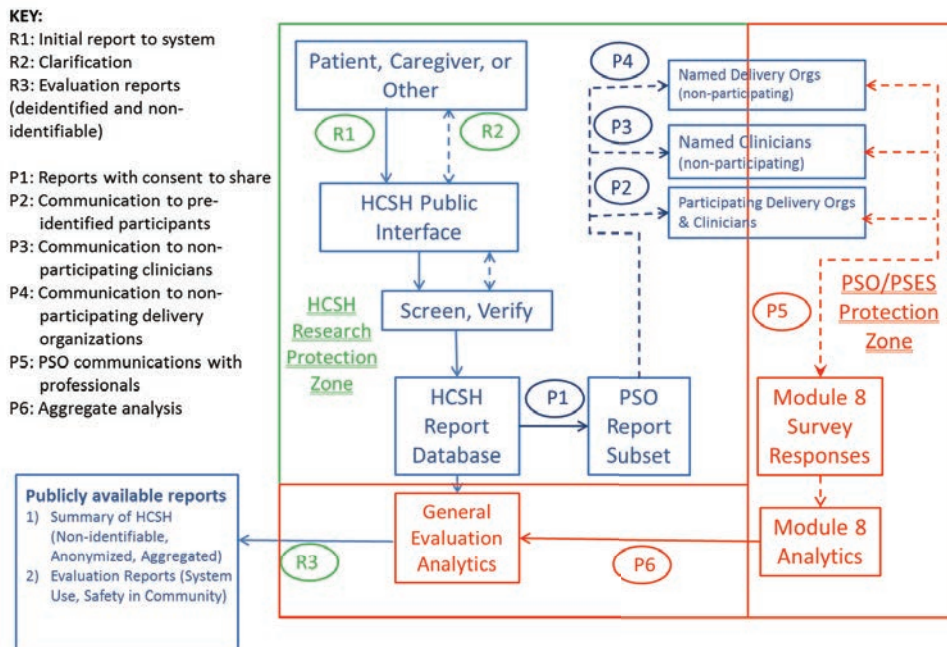 KEY:
R1: Initial report to system
R2: Clarification
R3: Evaluation reports
(deidentified and non-
identifiable)
P1: Reports with consent to share
P2: Communication to pre-
identified participants
P3: Communication to non-
participating clinicians
P4: Communication to non-
participating delivery
organizations
P5: PSO communications with
professionals
P6: Aggregate analysis
Patient, Caregiver, or
Other
R1
R2
HCSH Public
Interface
Screen, Verify
HCSH
Research
Protection
Zone
HCSH
Report
Database
P1
PSO
Report
Subset
P4
P3
P2
Named Delivery Orgs
(non-participating)
Named Clinicians
(non-participating)
Participating Delivery Orgs
& Clinicians
P5
PSO/PSES
Protection
Zone
Module 8
Survey
Responses
Module 8
Analytics
P6
General
Evaluation
Analytics
R3
Publicly available reports
1) Summary of HCSH
(Non-identifiable,
Anonymized, Aggregated)
2) Evaluation Reports (System
Use, Safety in Community)